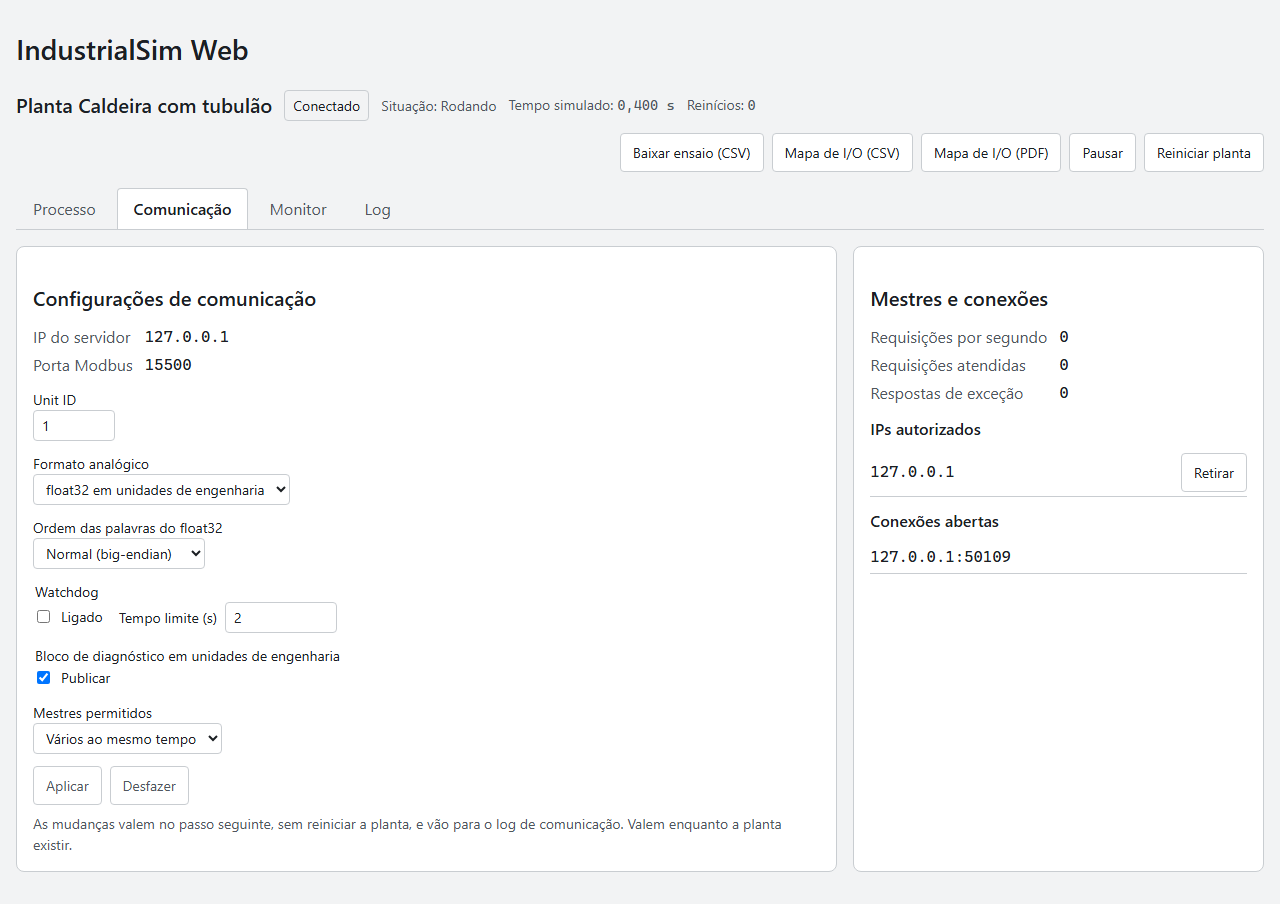 IndustrialSim Web
Planta Caldeira com tubulão Conectado Situação: Rodando Tempo simulado: 0,400 s Reinícios: 0
Baixar ensaio (CSV) Mapa de I/O (CSV) Mapa de I/O (PDF) Pausar Reiniciar planta
Processo Comunicação Monitor Log
Configurações de comunicação
IP do servidor 127.0.0.1
Porta Modbus 15500
Unit ID
1
Formato analógico
float32 em unidades de engenharia
Ordem das palavras do float32
Normal (big-endian)
Watchdog
Ligado Tempo limite (s) 2
Bloco de diagnóstico em unidades de engenharia
Publicar
Mestres permitidos
Vários ao mesmo tempo
Aplicar Desfazer
As mudanças valem no passo seguinte, sem reiniciar a planta, e vão para o log de comunicação. Valem enquanto a planta
existir.
Mestres e conexões
Requisições por segundo 0
Requisições atendidas 0
Respostas de exceção 0
IPs autorizados
127.0.0.1 Retirar
Conexões abertas
127.0.0.1:50109